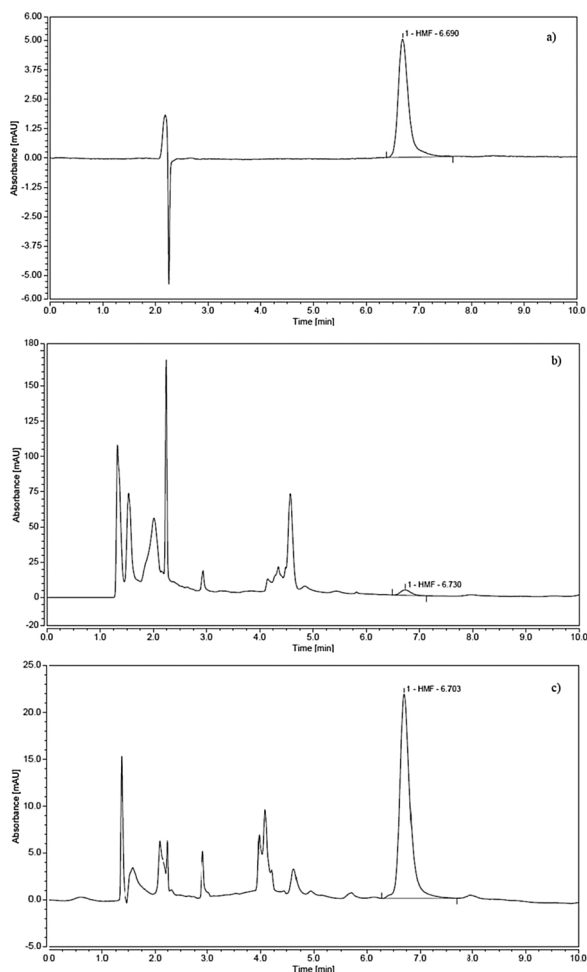 6.00
a)
1 - HMF - 6.690
5.00
3.75
2.50
1.25
0.00
-1.25
-2.50
-3.75
-5.00
-6.00
Absorbance [mAU]
0.0 1.0 2.0 3.0 4.0 5.0 6.0 7.0 8.0 9.0 10.0
Time [min]
180
b)
150
125
100
75
50
25
0
-20
Absorbance [mAU]
1 - HMF - 6.730
0.0 1.0 2.0 3.0 4.0 5.0 6.0 7.0 8.0 9.0 10.0
Time [min]
25.0
c)
1 - HMF - 6.703
20.0
15.0
10.0
5.0
0.0
-5.0
Absorbance [mAU]
0.0 1.0 2.0 3.0 4.0 5.0 6.0 7.0 8.0 9.0 10.0
Time [min]